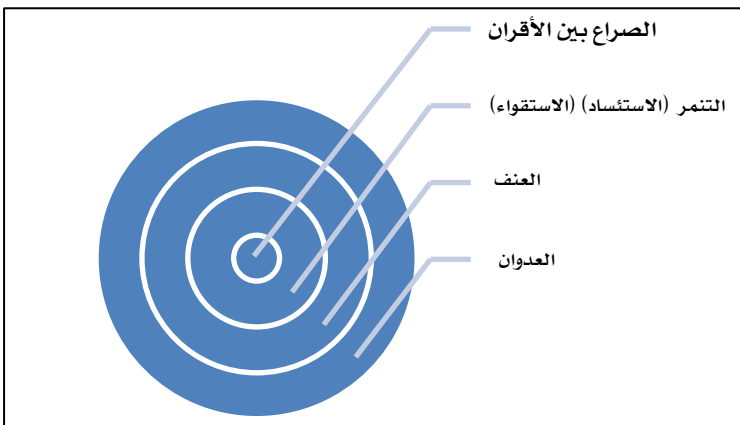 الصراع بين الأقران
التنمر (الاستئساد) (الاستقواء)
العنف
العدوان